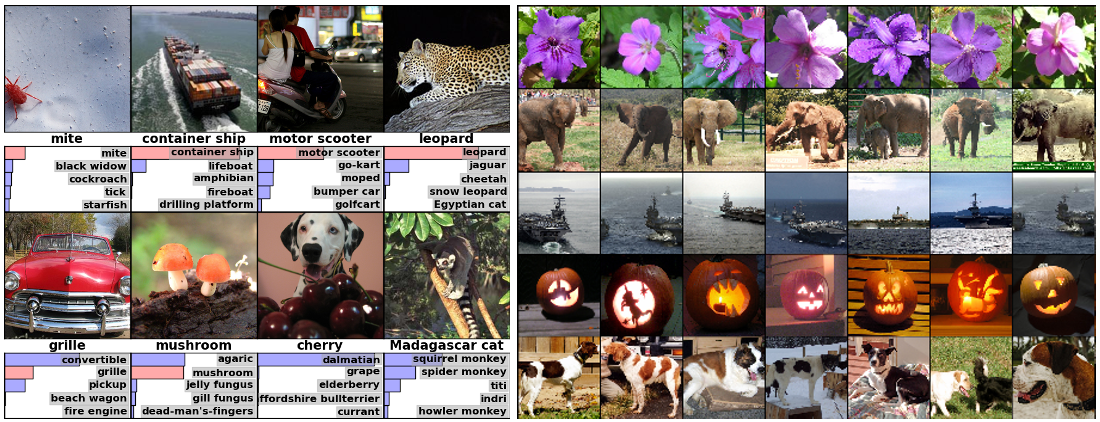 mite
container ship
motor scooter
leopard
mite
black widow
cockroach
tick
starfish
container ship
lifeboat
amphibian
fireboat
drilling platform
motor scooter
go-kart
moped
bumper car
golfcart
leopard
jaguar
cheetah
snow leopard
Egyptian cat
grille
mushroom
cherry
Madagascar cat
convertible
grille
pickup
beach wagon
fire engine
agaric
mushroom
jelly fungus
gill fungus
dead-man's-fingers
dalmatian
grape
elderberry
ffordshire bullterrier
currant
squirrel monkey
spider monkey
titi
indri
howler monkey